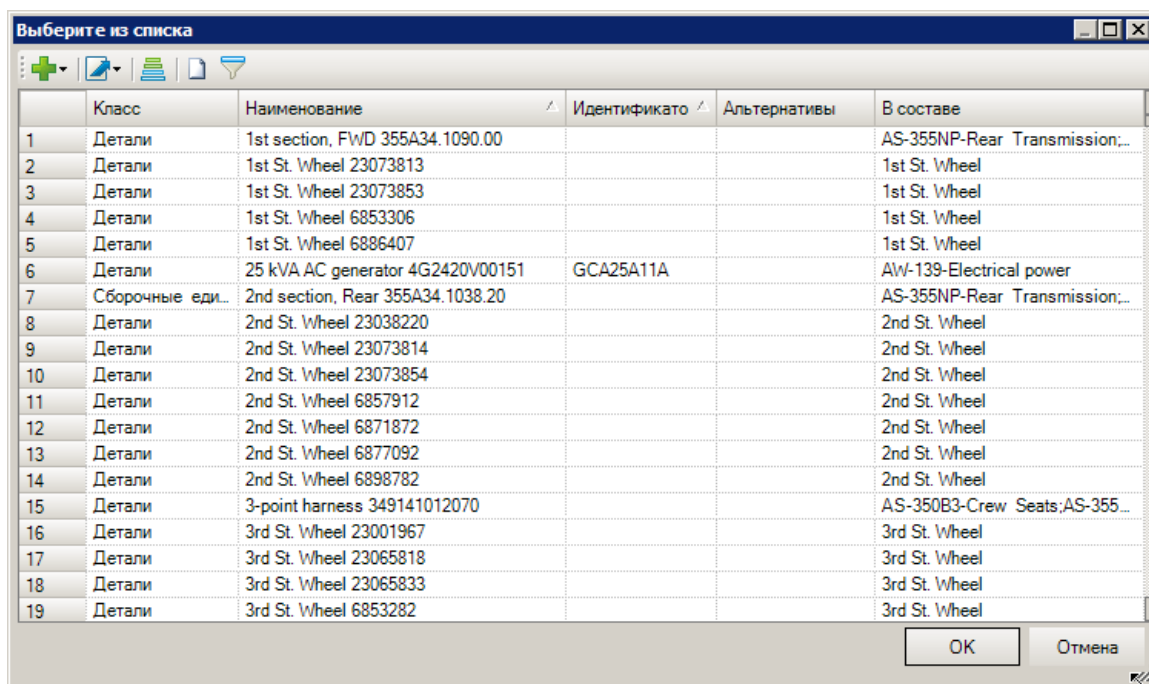 Выберите из списка
Класс Наименование Идентификато Альтернативы В составе
1 Детали 1st section, FWD 355A34.1090.00 AS-355NP-Rear Transmission;...
2 Детали 1st St. Wheel 23073813 1st St. Wheel
3 Детали 1st St. Wheel 23073853 1st St. Wheel
4 Детали 1st St. Wheel 6853306 1st St. Wheel
5 Детали 1st St. Wheel 6886407 1st St. Wheel
6 Детали 25 kVA AC generator 4G2420V00151 GCA25A11A AW-139-Electrical power
7 Сборочные еди... 2nd section, Rear 355A34.1038.20 AS-355NP-Rear Transmission;...
8 Детали 2nd St. Wheel 23038220 2nd St. Wheel
9 Детали 2nd St. Wheel 23073814 2nd St. Wheel
10 Детали 2nd St. Wheel 23073854 2nd St. Wheel
11 Детали 2nd St. Wheel 6857912 2nd St. Wheel
12 Детали 2nd St. Wheel 6871872 2nd St. Wheel
13 Детали 2nd St. Wheel 6877092 2nd St. Wheel
14 Детали 2nd St. Wheel 6898782 2nd St. Wheel
15 Детали 3-point harness 349141012070 AS-350B3-Crew Seats;AS-355...
16 Детали 3rd St. Wheel 23001967 3rd St. Wheel
17 Детали 3rd St. Wheel 23065818 3rd St. Wheel
18 Детали 3rd St. Wheel 23065833 3rd St. Wheel
19 Детали 3rd St. Wheel 6853282 3rd St. Wheel
OK Отмена